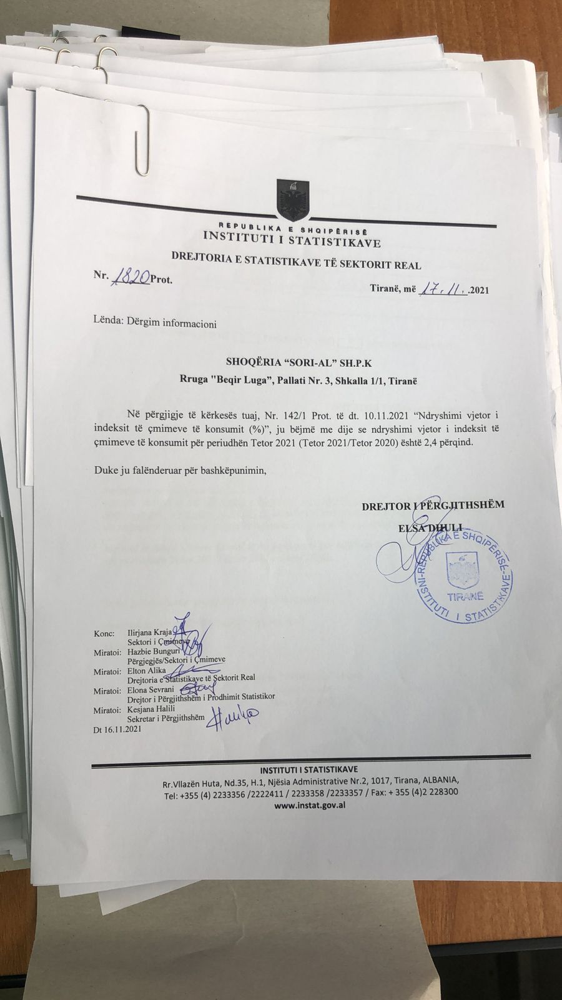 REPUBLIKA E SHQIPËRISË
INSTITUTI I STATISTIKAVE
DREJTORIA E STATISTIKAVE TË SEKTORIT REAL
Nr. 1820 Prot.
Tiranë, më 17.11..2021
Lënda: Dërgim informacioni
SHOQËRIA “SORI-AL” SH.P.K
Rruga "Beqir Luga”, Pallati Nr. 3, Shkalla 1/1, Tiranë
Në përgjigje të kërkesës tuaj, Nr. 142/1 Prot. të dt. 10.11.2021 “Ndryshimi vjetor i
indeksit të çmimeve të konsumit (%)”, ju bëjmë me dije se ndryshimi vjetor i indeksit të
çmimeve të konsumit për periudhën Tetor 2021 (Tetor 2021/Tetor 2020) është 2,4 përqind.
Duke ju falënderuar për bashkëpunimin,
DREJTOR I PËRGJITHSHËM
ELSA DHULI
REPUBLIKA E SHQIPËRISË-INSTITUTI I STATISTIKAVE
TIRANË
Konc: Ilirjana Kraja
Sektori i Çmimeve
Miratoi: Hazbie Bunguri
Përgjegjës/Sektori i Çmimeve
Miratoi: Elton Alika
Drejtoria e Statistikave të Sektorit Real
Miratoi: Elona Sevrani
Drejtor i Përgjithshëm i Prodhimit Statistikor
Miratoi: Kesjana Halili
Sekretar i Përgjithshëm
Dt 16.11.2021
INSTITUTI I STATISTIKAVE
Rr.Vllazën Huta, Nd.35, H.1, Njësia Administrative Nr.2, 1017, Tirana, ALBANIA,
Tel: +355 (4) 2233356 /2222411 / 2233358 /2233357 / Fax: + 355 (4)2 228300
www.instat.gov.al